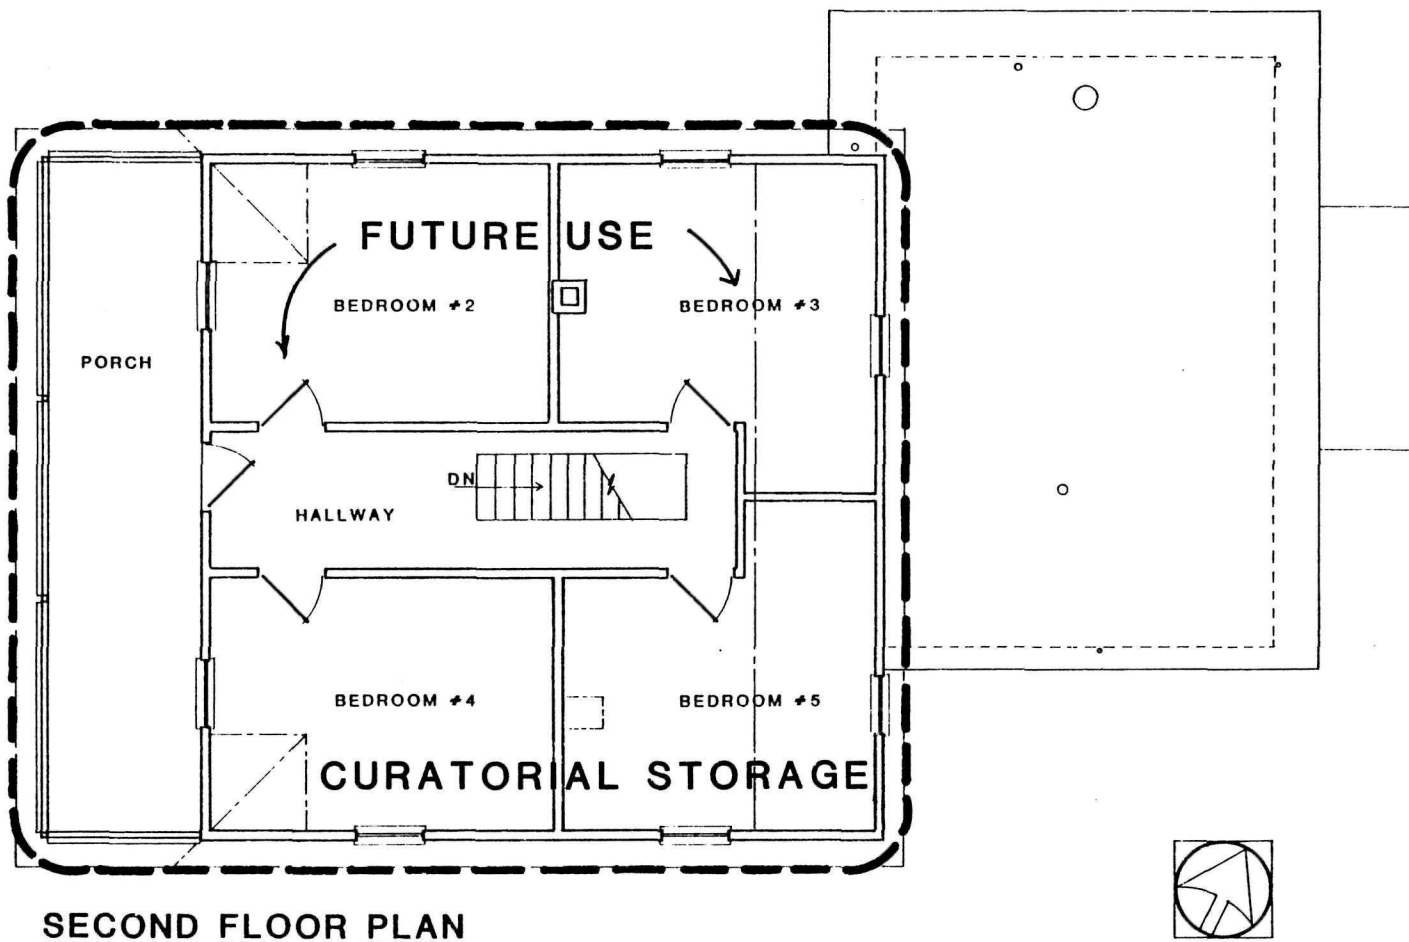 FUTURE USE
BEDROOM #2
BEDROOM #3
PORCH
DN
HALLWAY
BEDROOM #4
BEDROOM #5
CURATORIAL STORAGE
SECOND FLOOR PLAN